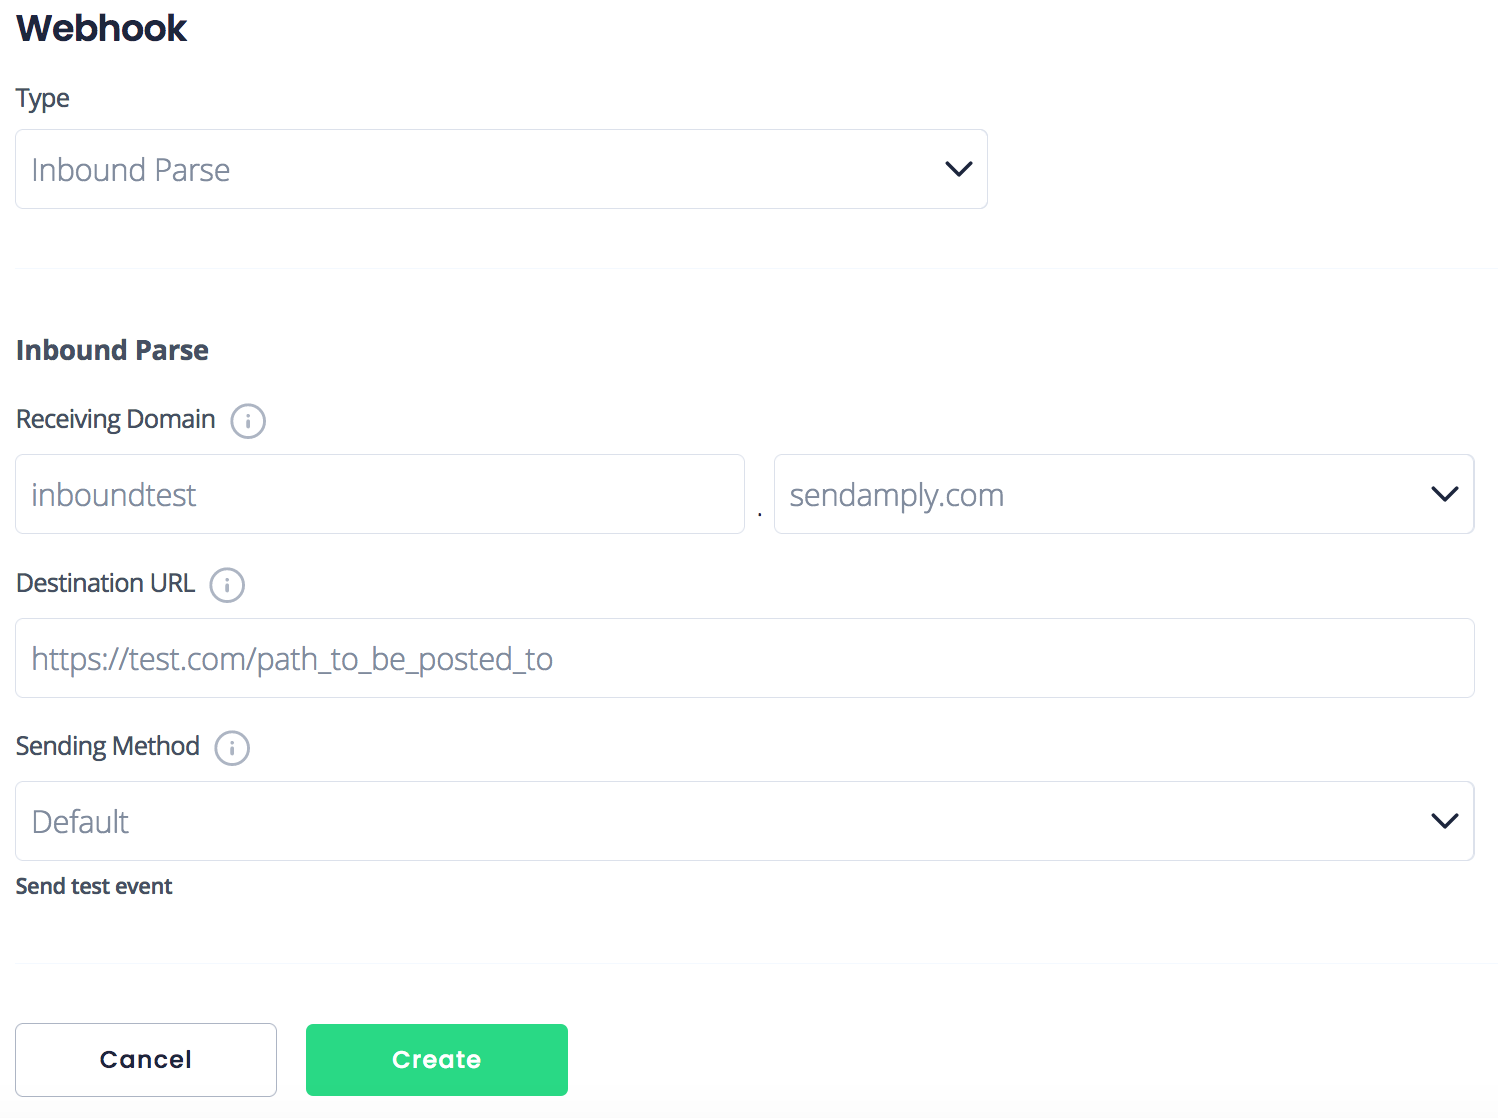 Webhook
Type
Inbound Parse
Inbound Parse
Receiving Domain
inboundtest . sendamply.com
Destination URL
https://test.com/path_to_be_posted_to
Sending Method
Default
Send test event
Cancel Create